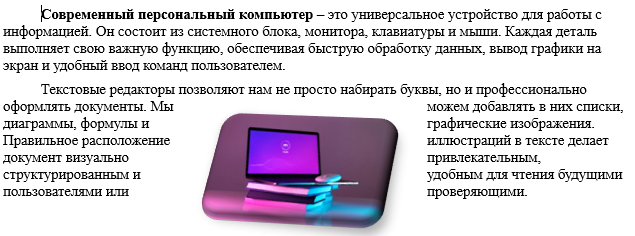 Современный персональный компьютер – это универсальное устройство для работы с
информацией. Он состоит из системного блока, монитора, клавиатуры и мыши. Каждая деталь
выполняет свою важную функцию, обеспечивая быструю обработку данных, вывод графики на
экран и удобный ввод команд пользователем.
Текстовые редакторы позволяют нам не просто набирать буквы, но и профессионально
оформлять документы. Мы можем добавлять в них списки,
диаграммы, формулы и графические изображения.
Правильное расположение иллюстраций в тексте делает
документ визуально привлекательным,
структурированным и удобным для чтения будущими
пользователями или проверяющими.